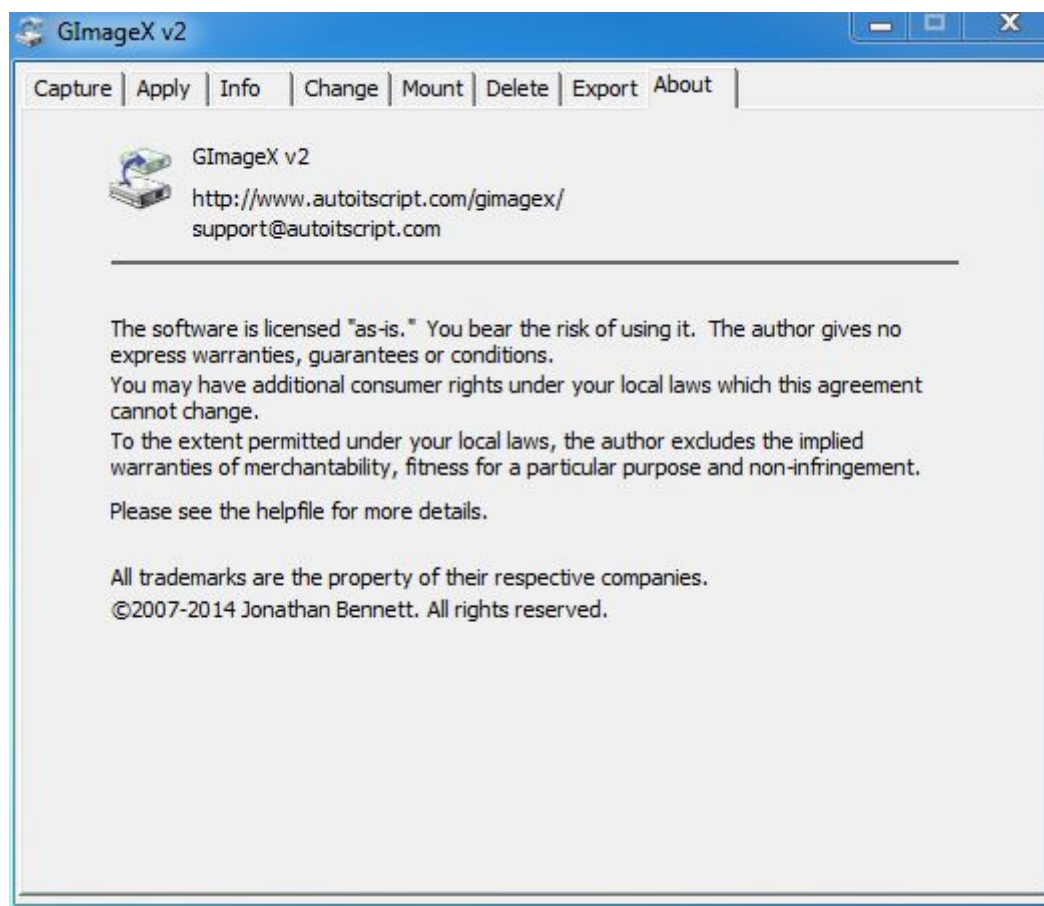 GImageX v2
Capture Apply Info Change Mount Delete Export About
GImageX v2
http://www.autoitscript.com/gimagex/
support@autoitscript.com
The software is licensed "as-is." You bear the risk of using it. The author gives no
express warranties, guarantees or conditions.
You may have additional consumer rights under your local laws which this agreement
cannot change.
To the extent permitted under your local laws, the author excludes the implied
warranties of merchantability, fitness for a particular purpose and non-infringement.
Please see the helpfile for more details.
All trademarks are the property of their respective companies.
©2007-2014 Jonathan Bennett. All rights reserved.